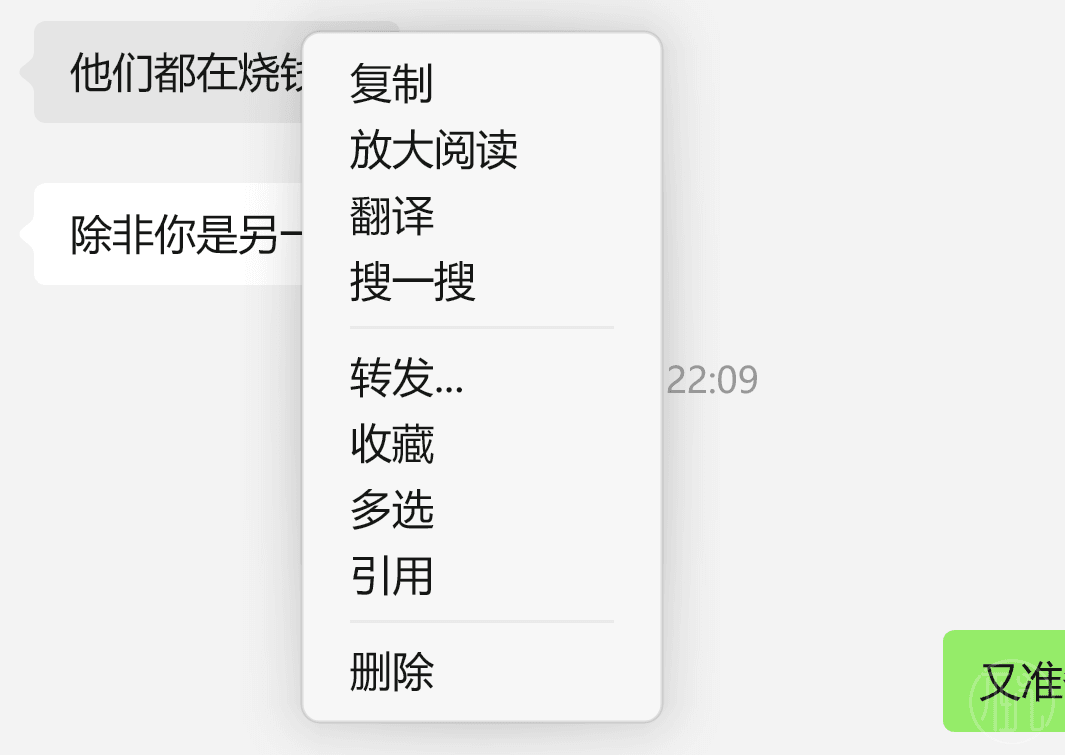 他们都在烧
复制
放大阅读
翻译
除非你是另一
搜一搜
转发...
22:09
收藏
多选
引用
删除
又准